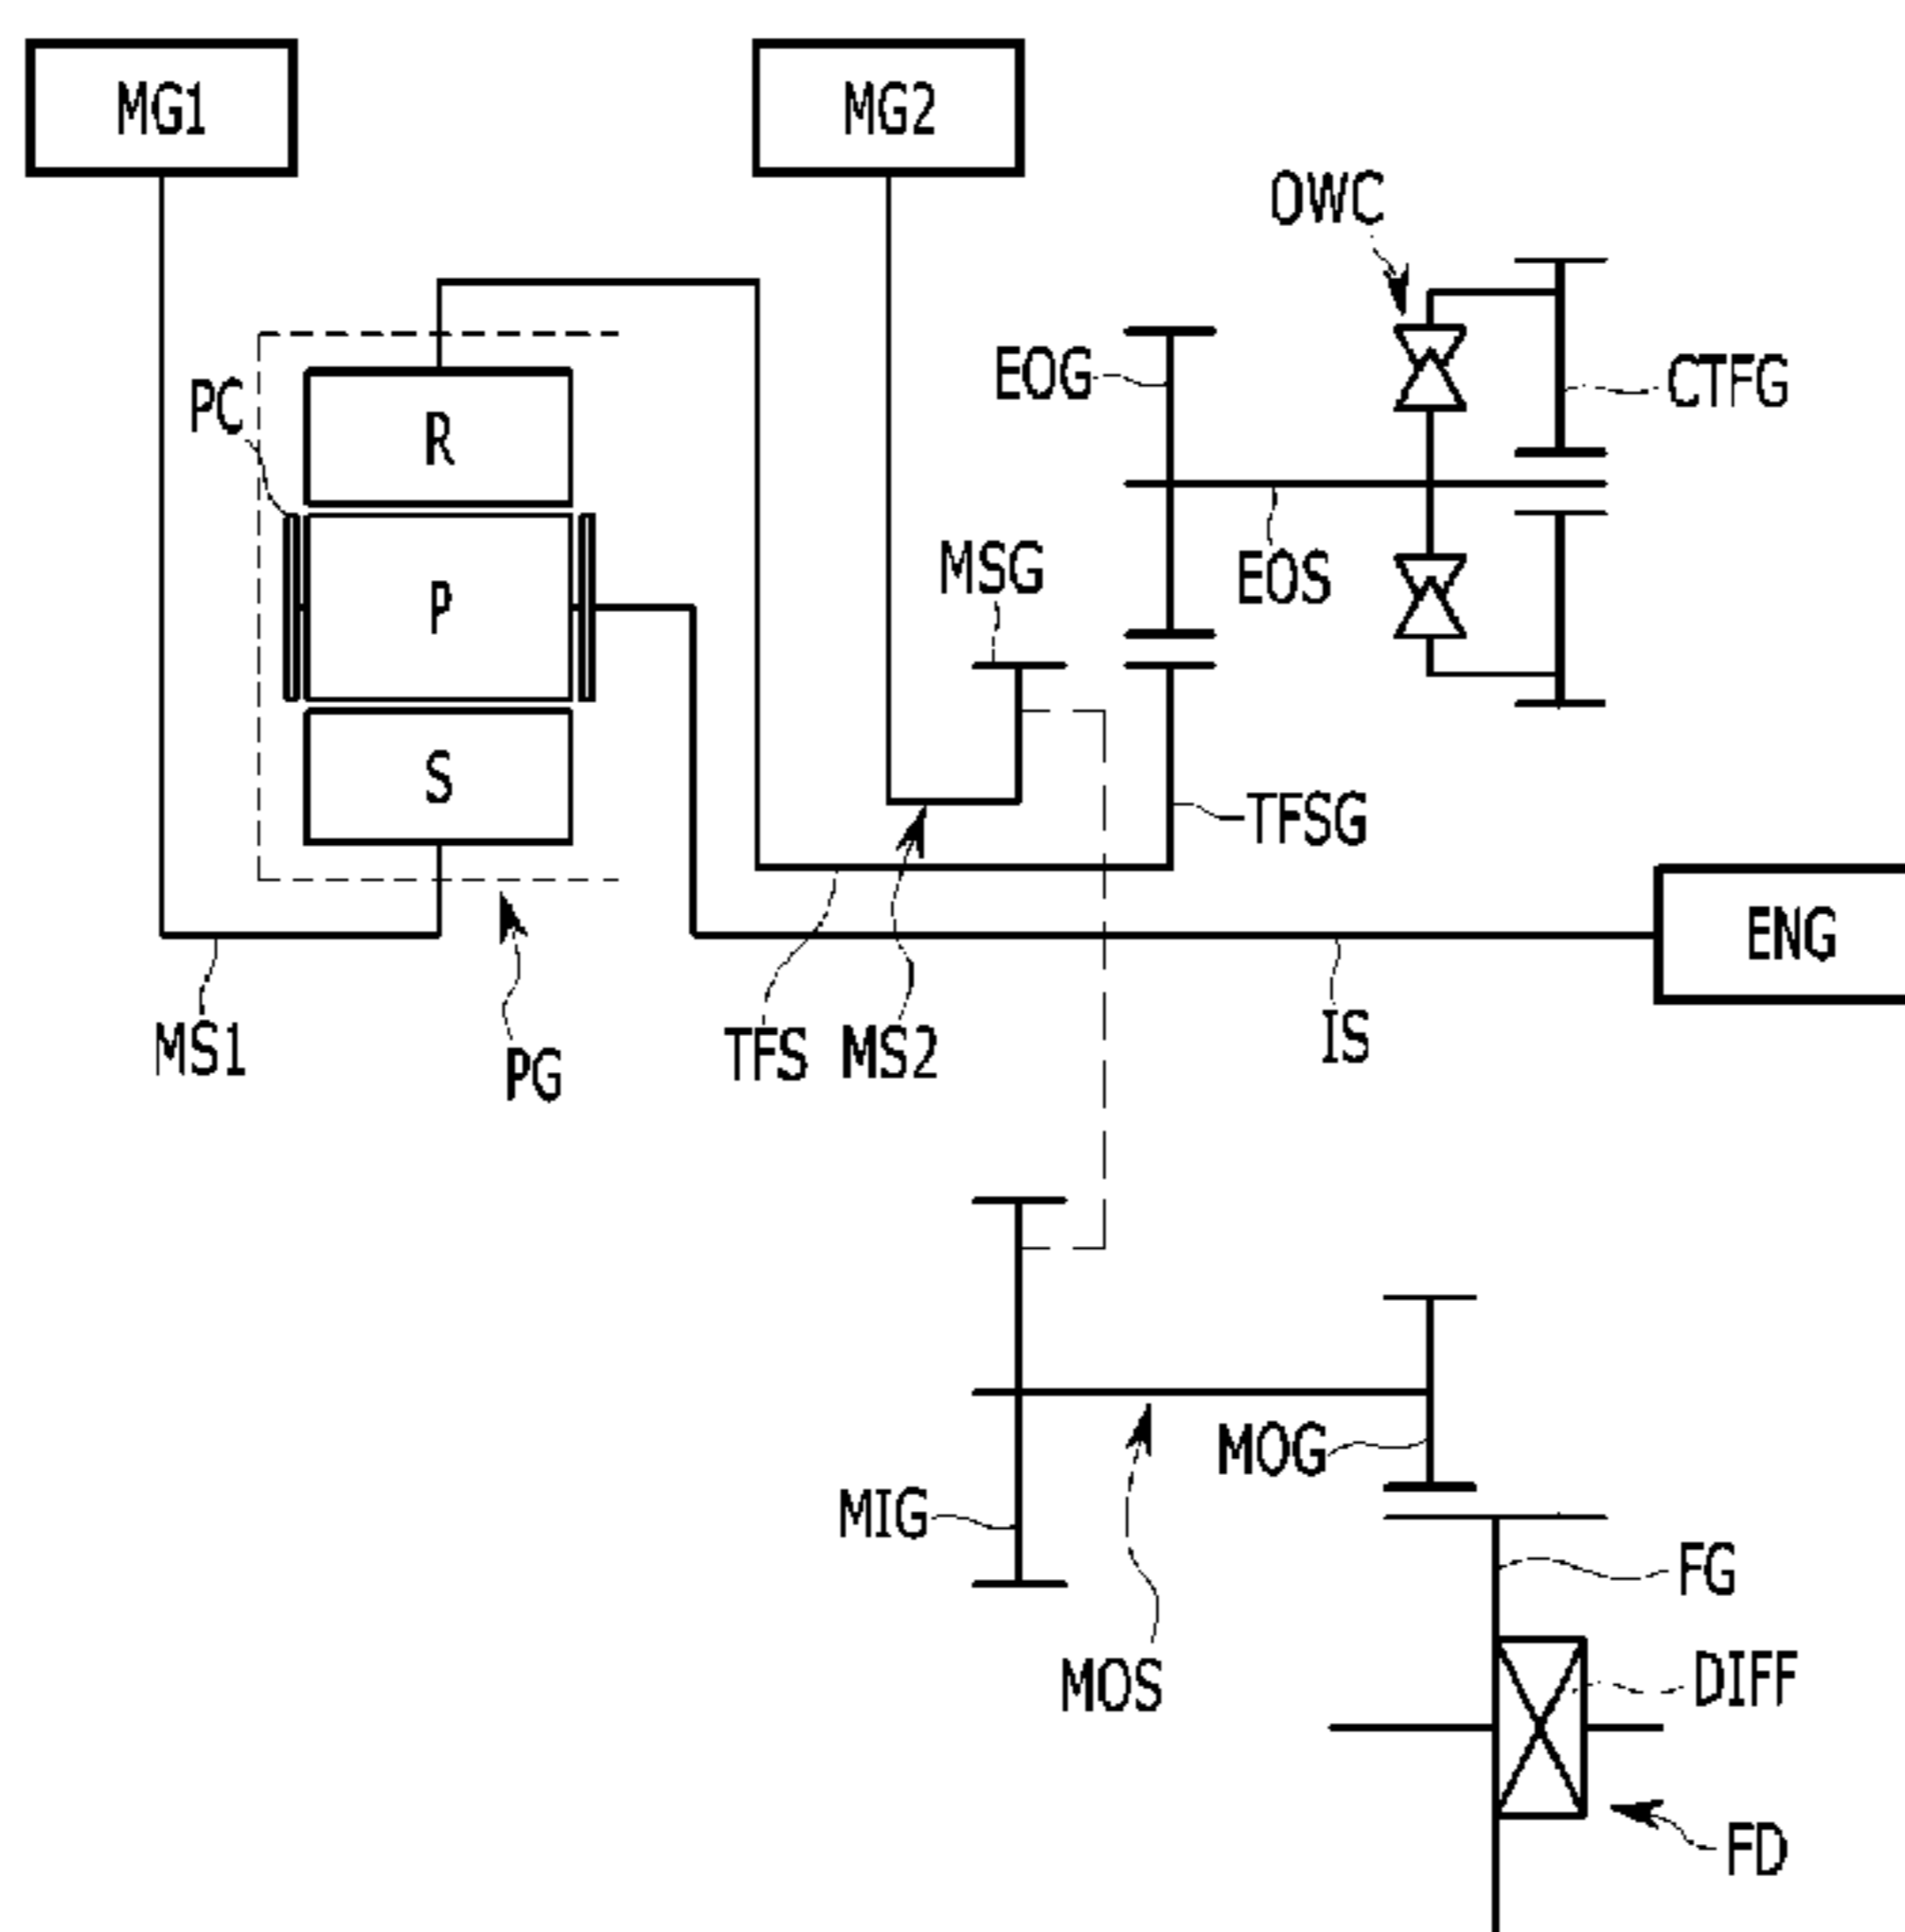 MG1
MG2
OWC
EOG
CTFG
PC
R
MSG
EOS
P
S
TFSG
ENG
MS1
PG
TFS
MS2
IS
MOG
MIG
FG
MOS
DIFF
FD